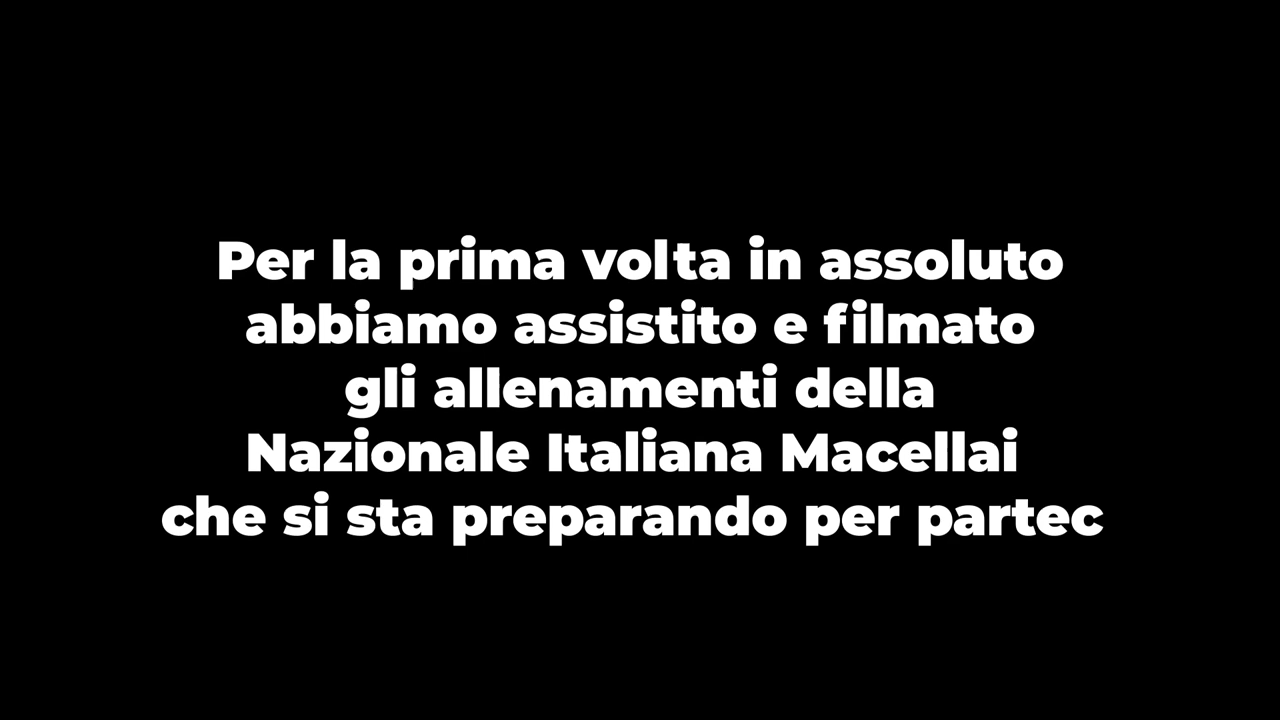 Per la prima volta in assoluto
abbiamo assistito e filmato
gli allenamenti della
Nazionale Italiana Macellai
che si sta preparando per partec